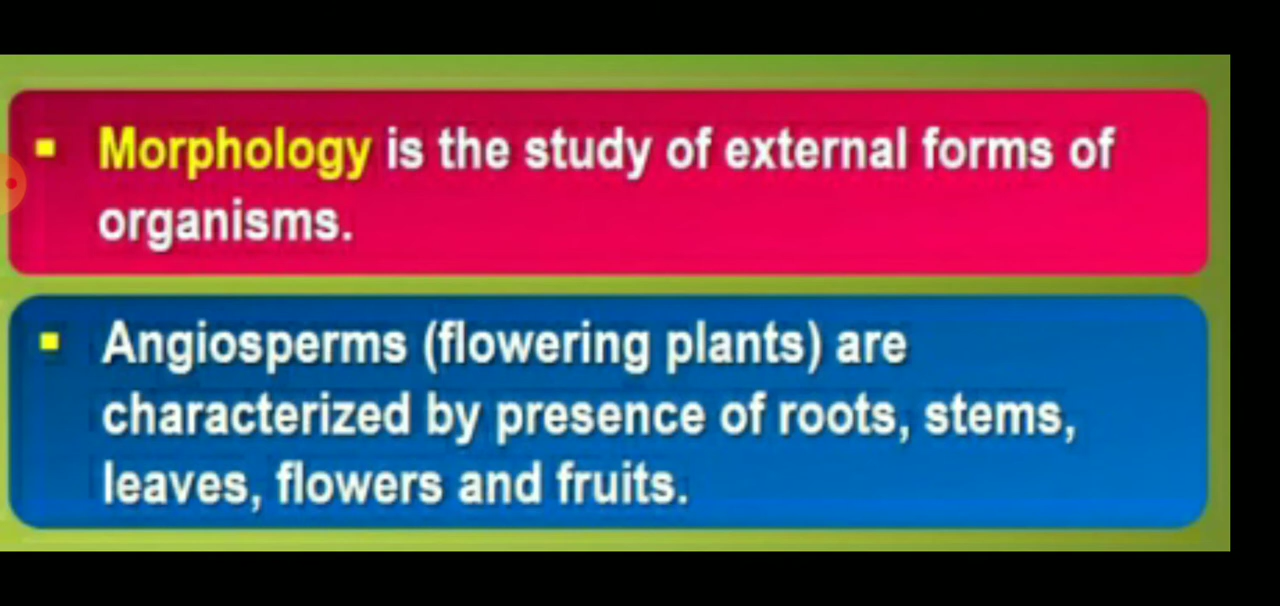 ▪ Morphology is the study of external forms of
organisms.
▪ Angiosperms (flowering plants) are
characterized by presence of roots, stems,
leaves, flowers and fruits.